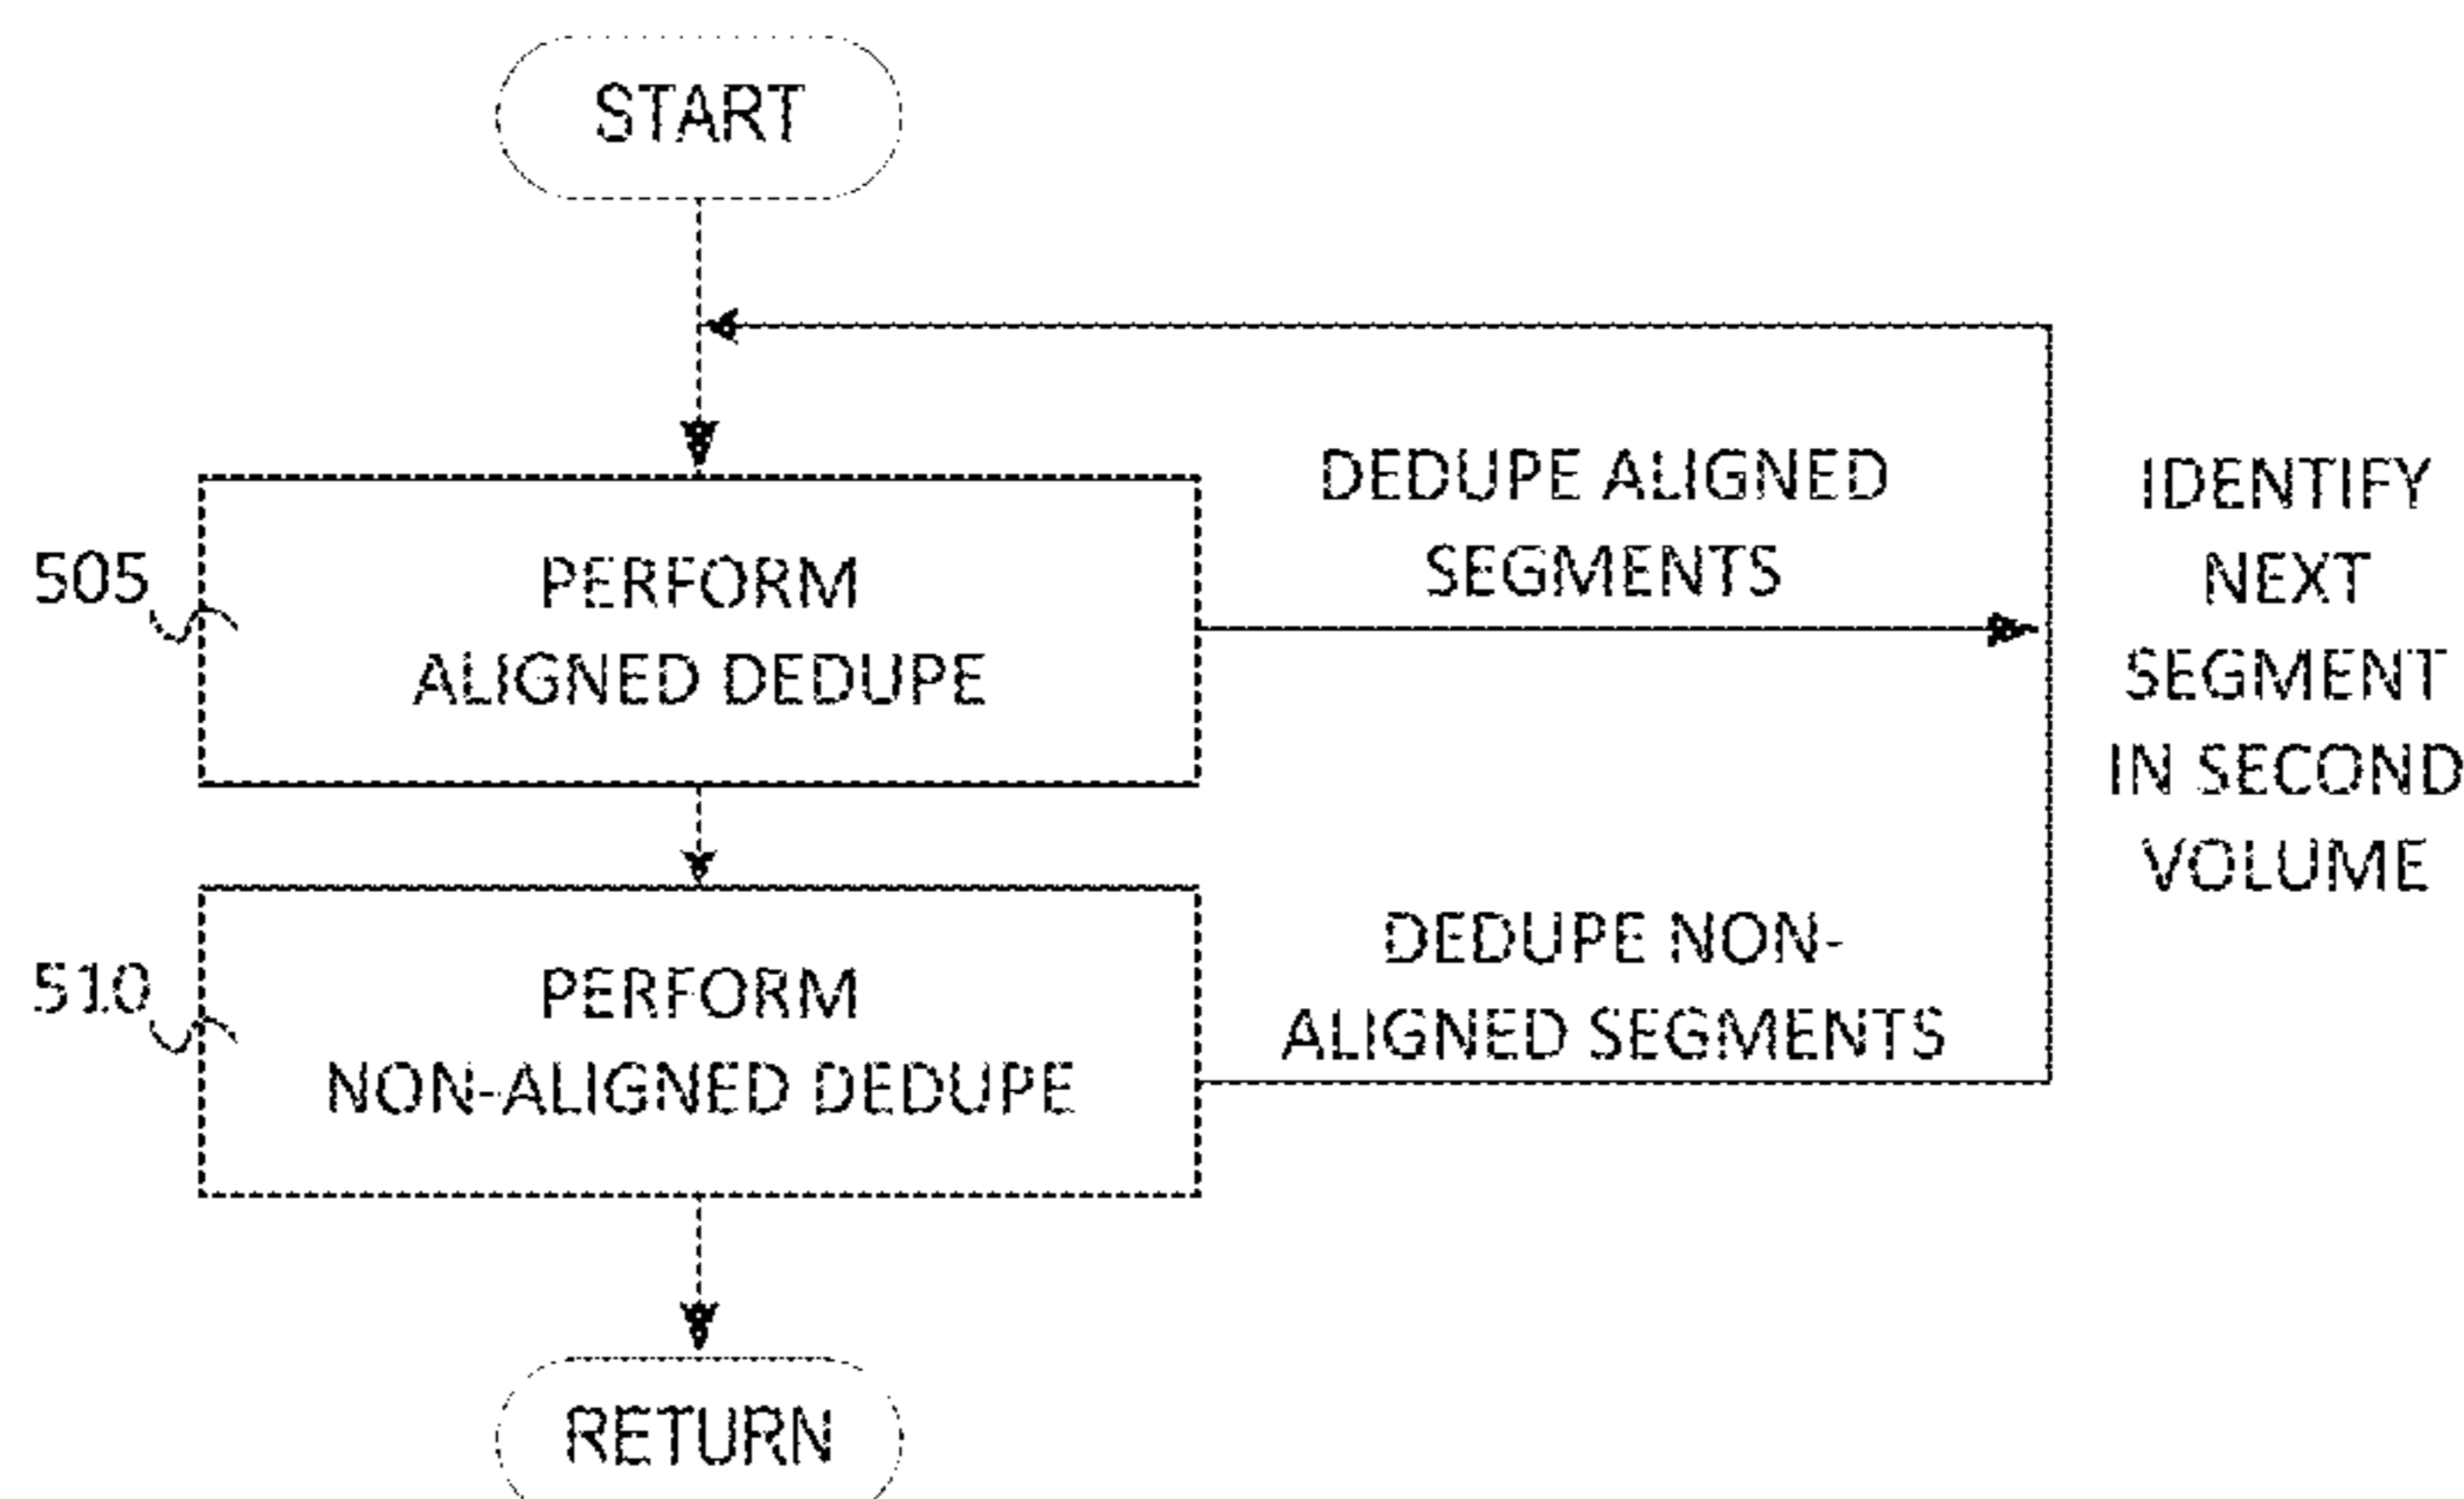 START
505
PERFORM
ALIGNED DEDUPE
DEDUPE ALIGNED
SEGMENTS
IDENTIFY
NEXT
SEGMENT
IN SECOND
VOLUME
510
PERFORM
NON-ALIGNED DEDUPE
DEDUPE NON-
ALIGNED SEGMENTS
RETURN